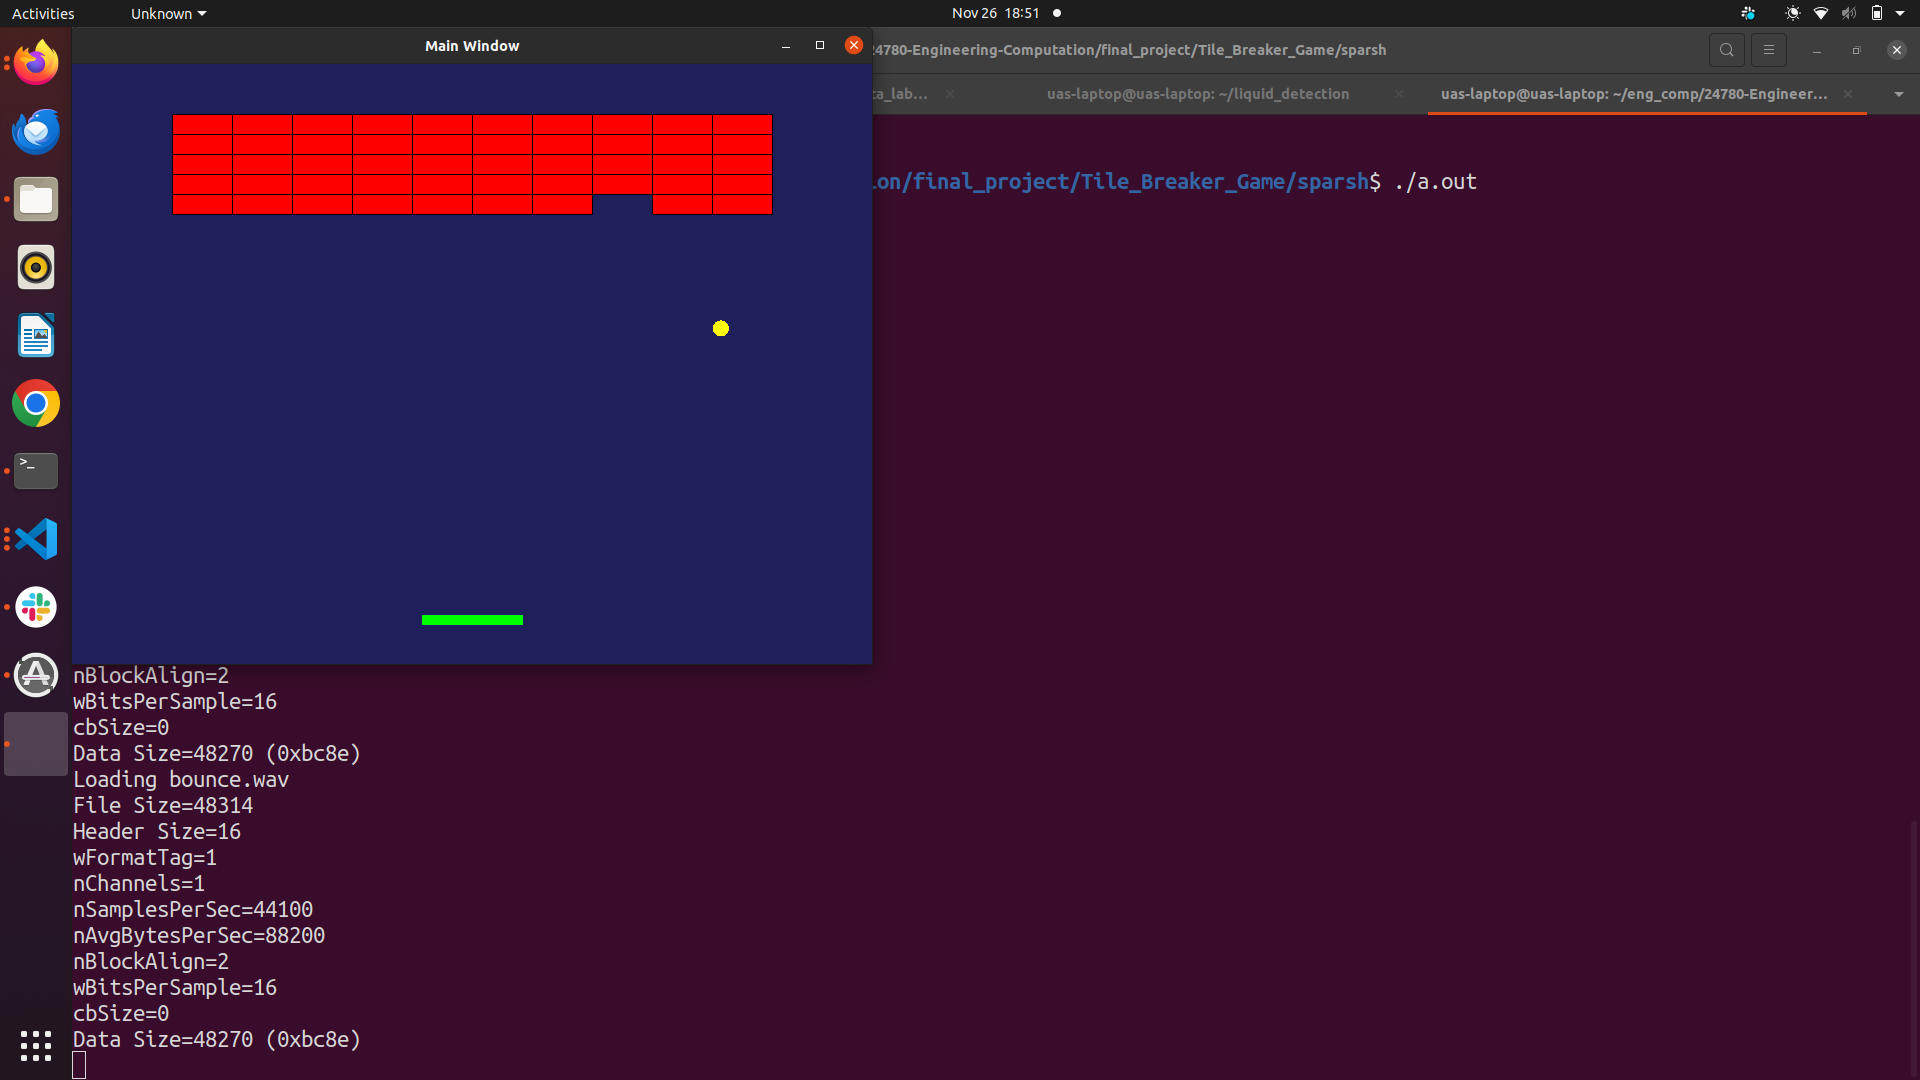 Activities
Unknown
Nov 26 18:51
Main Window
24780-Engineering-Computation/final_project/Tile_Breaker_Game/sparsh
ta_lab…
uas-laptop@uas-laptop: ~/liquid_detection
uas-laptop@uas-laptop: ~/eng_comp/24780-Engineer…
on/final_project/Tile_Breaker_Game/sparsh$ ./a.out
nBlockAlign=2
wBitsPerSample=16
cbSize=0
Data Size=48270 (0xbc8e)
Loading bounce.wav
File Size=48314
Header Size=16
wFormatTag=1
nChannels=1
nSamplesPerSec=44100
nAvgBytesPerSec=88200
nBlockAlign=2
wBitsPerSample=16
cbSize=0
Data Size=48270 (0xbc8e)